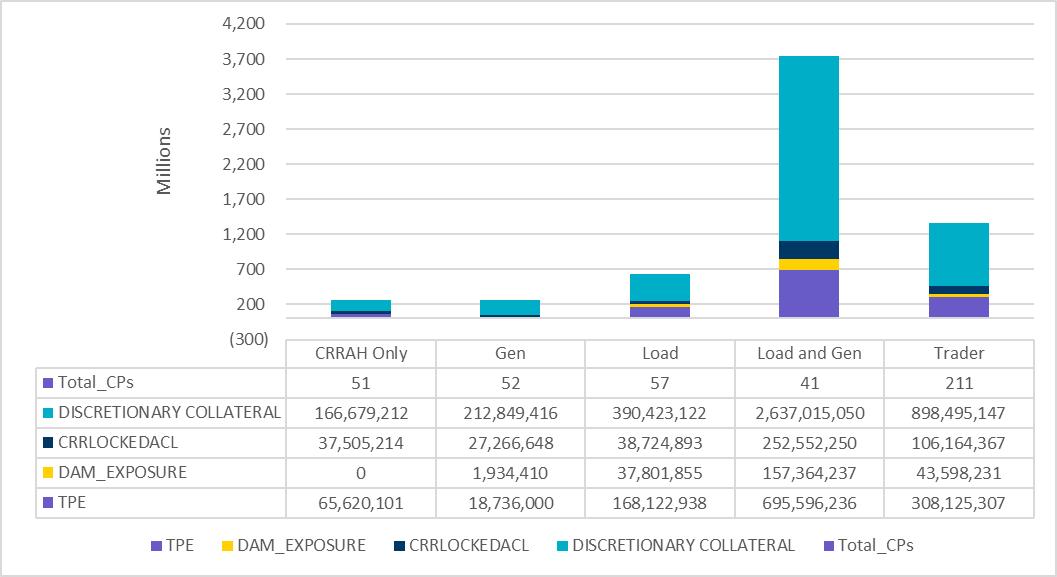 4,200
3,700
3,200
2,700
2,200
1,700
1,200
700
200
(300)
Millions
CRRAH Only Gen Load Load and Gen Trader
Total_CPs 51 52 57 41 211
DISCRETIONARY COLLATERAL 166,679,212 212,849,416 390,423,122 2,637,015,050 898,495,147
CRRLOCKEDACL 37,505,214 27,266,648 38,724,893 252,552,250 106,164,367
DAM_EXPOSURE 0 1,934,410 37,801,855 157,364,237 43,598,231
TPE 65,620,101 18,736,000 168,122,938 695,596,236 308,125,307
TPE DAM_EXPOSURE CRRLOCKEDACL DISCRETIONARY COLLATERAL Total_CPs